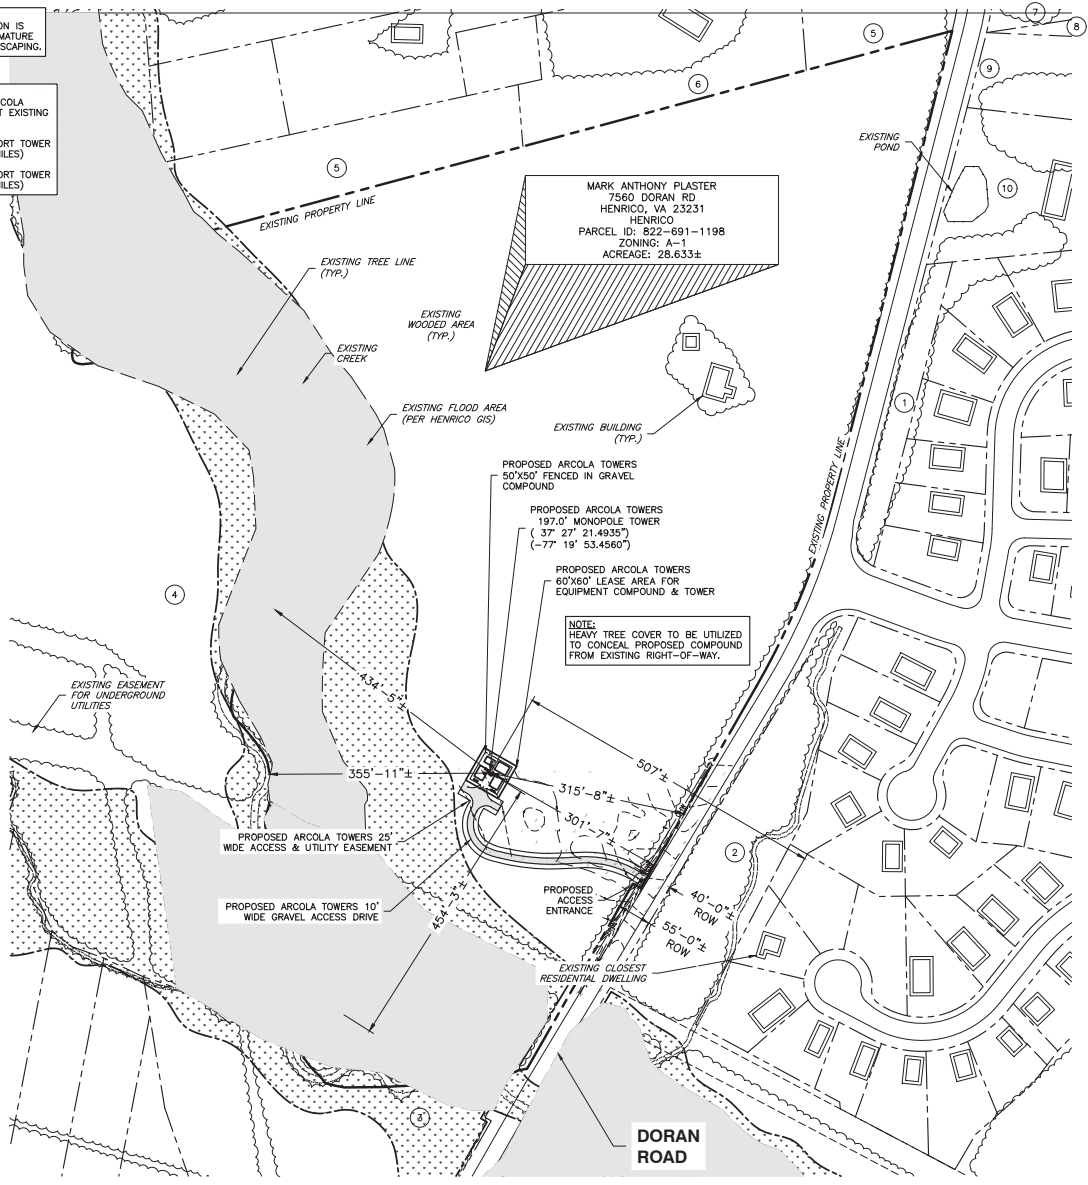 ON IS
MATURE
SCAPING.
COLA
T EXISTING
ORT TOWER
ILES)
ORT TOWER
ILES)
7
8
5
9
6
EXISTING
POND
5
10
MARK ANTHONY PLASTER
7560 DORAN RD
HENRICO, VA 23231
HENRICO
PARCEL ID: 822-691-1198
ZONING: A-1
ACREAGE: 28.633±
EXISTING PROPERTY LINE
EXISTING TREE LINE
(TYP.)
EXISTING
WOODED AREA
(TYP.)
EXISTING
CREEK
EXISTING FLOOD AREA
(PER HENRICO GIS)
EXISTING BUILDING
(TYP.)
1
EXISTING PROPERTY LINE
PROPOSED ARCOLA TOWERS
50'X50' FENCED IN GRAVEL
COMPOUND
PROPOSED ARCOLA TOWERS
197.0' MONOPOLE TOWER
( 37° 27' 21.4935")
(-77° 19' 53.4560")
PROPOSED ARCOLA TOWERS
60'X60' LEASE AREA FOR
EQUIPMENT COMPOUND & TOWER
4
NOTE:
HEAVY TREE COVER TO BE UTILIZED
TO CONCEAL PROPOSED COMPOUND
FROM EXISTING RIGHT-OF-WAY.
EXISTING EASEMENT
FOR UNDERGROUND
UTILITIES
434'-5"±
355'-11"±
507'±
315'-8"±
301'-7"±
PROPOSED ARCOLA TOWERS 25'
WIDE ACCESS & UTILITY EASEMENT
2
PROPOSED ARCOLA TOWERS 10'
WIDE GRAVEL ACCESS DRIVE
454'-3"±
PROPOSED
ACCESS
ENTRANCE
40'-0"±
ROW
55'-0"±
ROW
EXISTING CLOSEST
RESIDENTIAL DWELLING
3
DORAN
ROAD